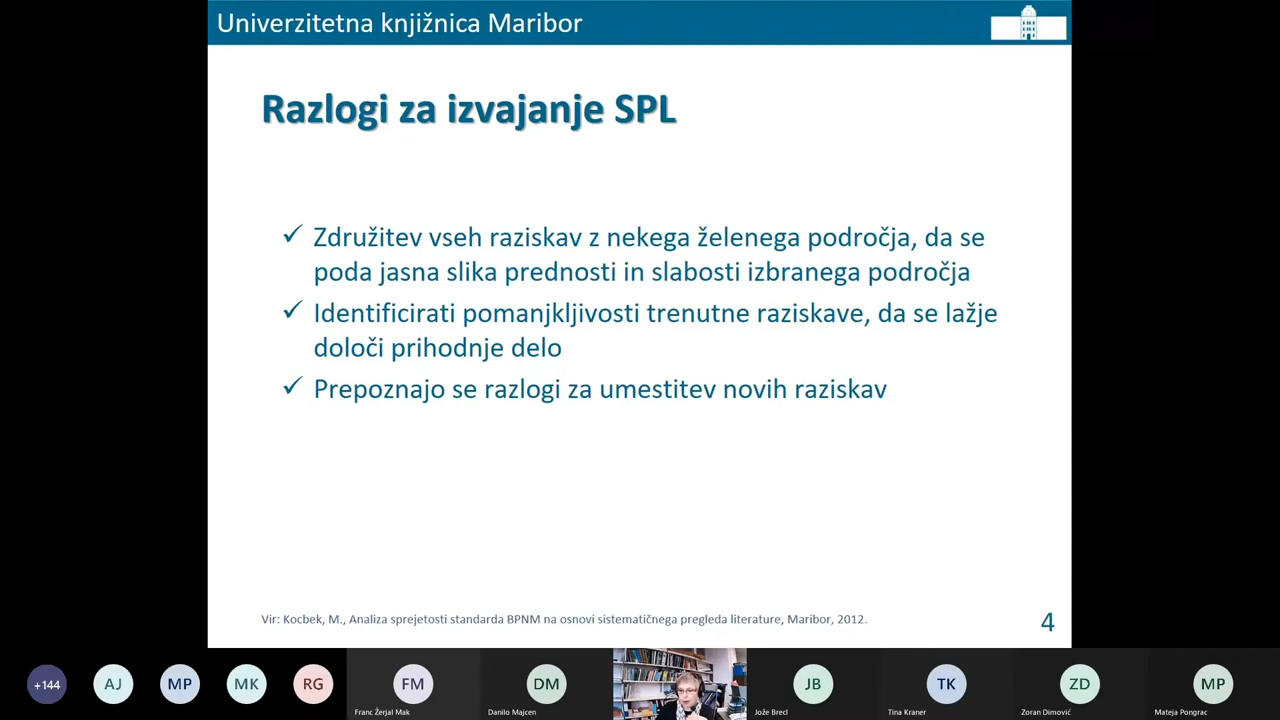 Univerzitetna knjižnica Maribor
Razlogi za izvajanje SPL
✓ Združitev vseh raziskav z nekega želenega področja, da se
poda jasna slika prednosti in slabosti izbranega področja
✓ Identificirati pomanjkljivosti trenutne raziskave, da se lažje
določi prihodnje delo
✓ Prepoznajo se razlogi za umestitev novih raziskav
Vir: Kocbek, M., Analiza sprejetosti standarda BPNM na osnovi sistematičnega pregleda literature, Maribor, 2012.
4
+144 AJ MP MK RG FM DM JB TK ZD MP
Franc Žerjal Mak Danilo Majcen Jože Brecl Tina Kraner Zoran Dimović Mateja Pongrac